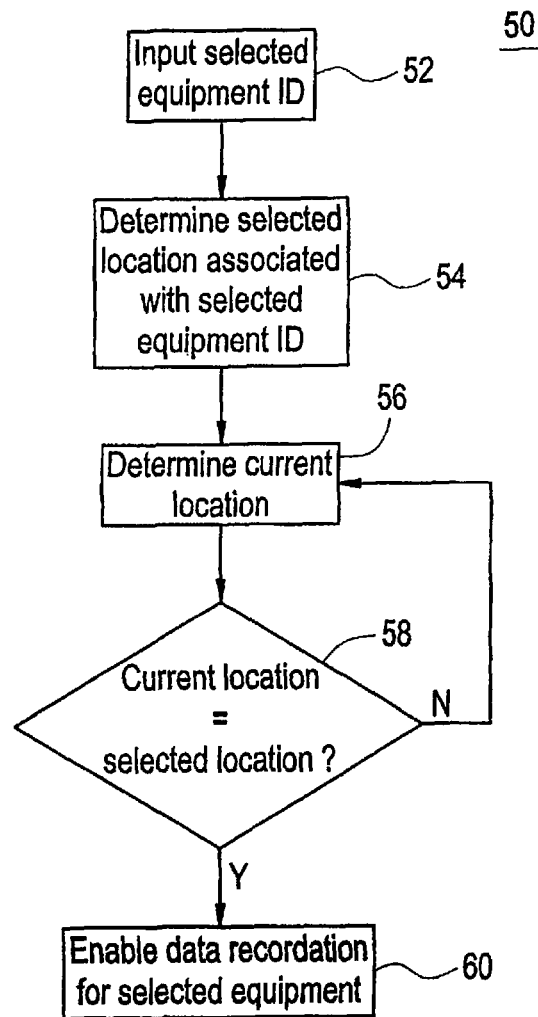 50
Input selected
equipment ID
52
Determine selected
location associated
with selected
equipment ID
54
56
Determine current
location
58
Current location
=
selected location ?
N
Y
Enable data recordation
for selected equipment
60